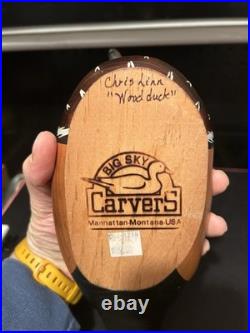 Chris Linn
"Wood duck"
BIG SKY
CarverS
Manhattan-Montana-USA